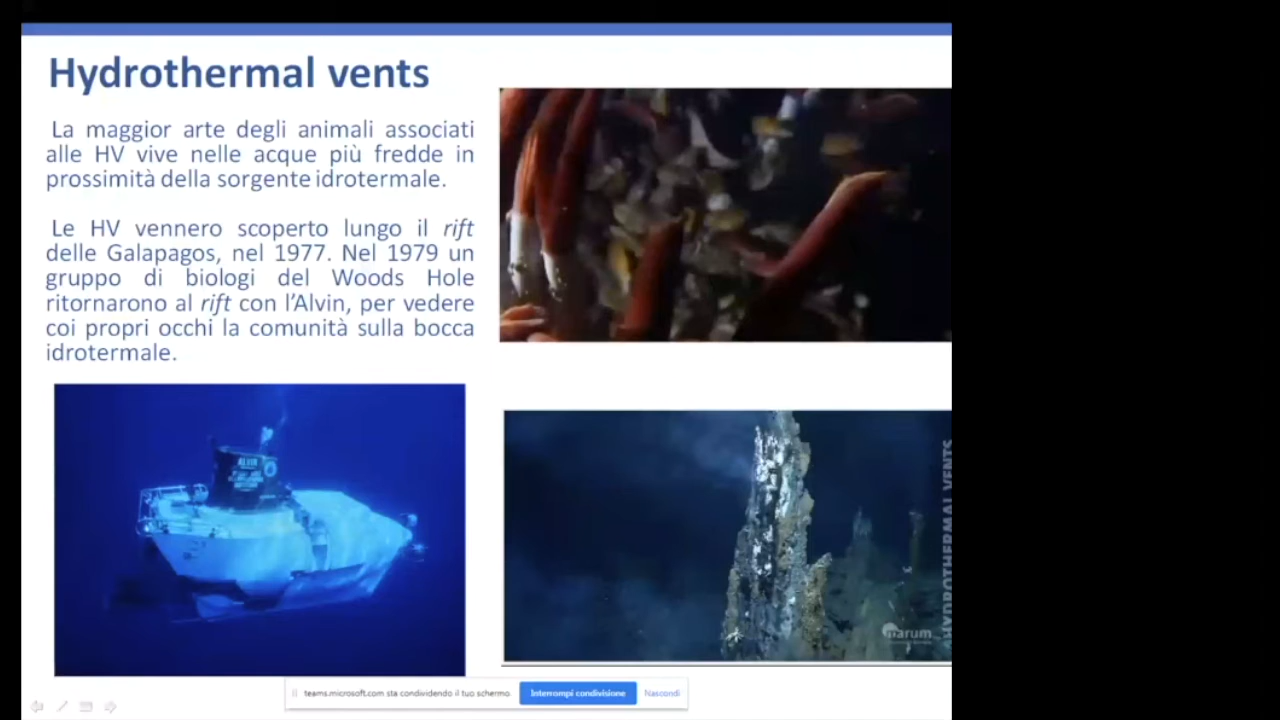 Hydrothermal vents
La maggior arte degli animali associati
alle HV vive nelle acque più fredde in
prossimità della sorgente idrotermale.
Le HV vennero scoperto lungo il rift
delle Galapagos, nel 1977. Nel 1979 un
gruppo di biologi del Woods Hole
ritornarono al rift con l'Alvin, per vedere
coi propri occhi la comunità sulla bocca
idrotermale.
ALVIN
HYDROTHERMAL VENTS
marum
teams.microsoft.com sta condividendo il tuo schermo.
Interrompi condivisione
Nascondi